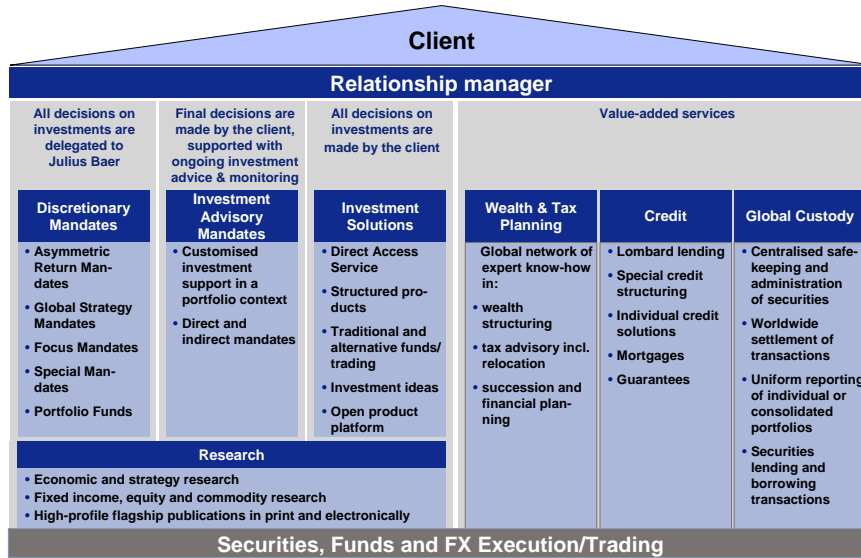 Client
Relationship manager
All decisions on
investments are
delegated to
Julius Baer
Final decisions are
made by the client,
supported with
ongoing investment
advice & monitoring
All decisions on
investments are
made by the client
Value-added services
Discretionary
Mandates
• Asymmetric
Return Man-
dates
• Global Strategy
Mandates
• Focus Mandates
• Special Man-
dates
• Portfolio Funds
Investment
Advisory
Mandates
• Customised
investment
support in a
portfolio context
• Direct and
indirect mandates
Investment
Solutions
• Direct Access
Service
• Structured pro-
ducts
• Traditional and
alternative funds/
trading
• Investment ideas
• Open product
platform
Wealth & Tax
Planning
Global network of
expert know-how
in:
• wealth
structuring
• tax advisory incl.
relocation
• succession and
financial plan-
ning
Credit
• Lombard lending
• Special credit
structuring
• Individual credit
solutions
• Mortgages
• Guarantees
Global Custody
• Centralised safe-
keeping and
administration
of securities
• Worldwide
settlement of
transactions
• Uniform reporting
of individual or
consolidated
portfolios
• Securities
lending and
borrowing
transactions
Research
• Economic and strategy research
• Fixed income, equity and commodity research
• High-profile flagship publications in print and electronically
Securities, Funds and FX Execution/Trading